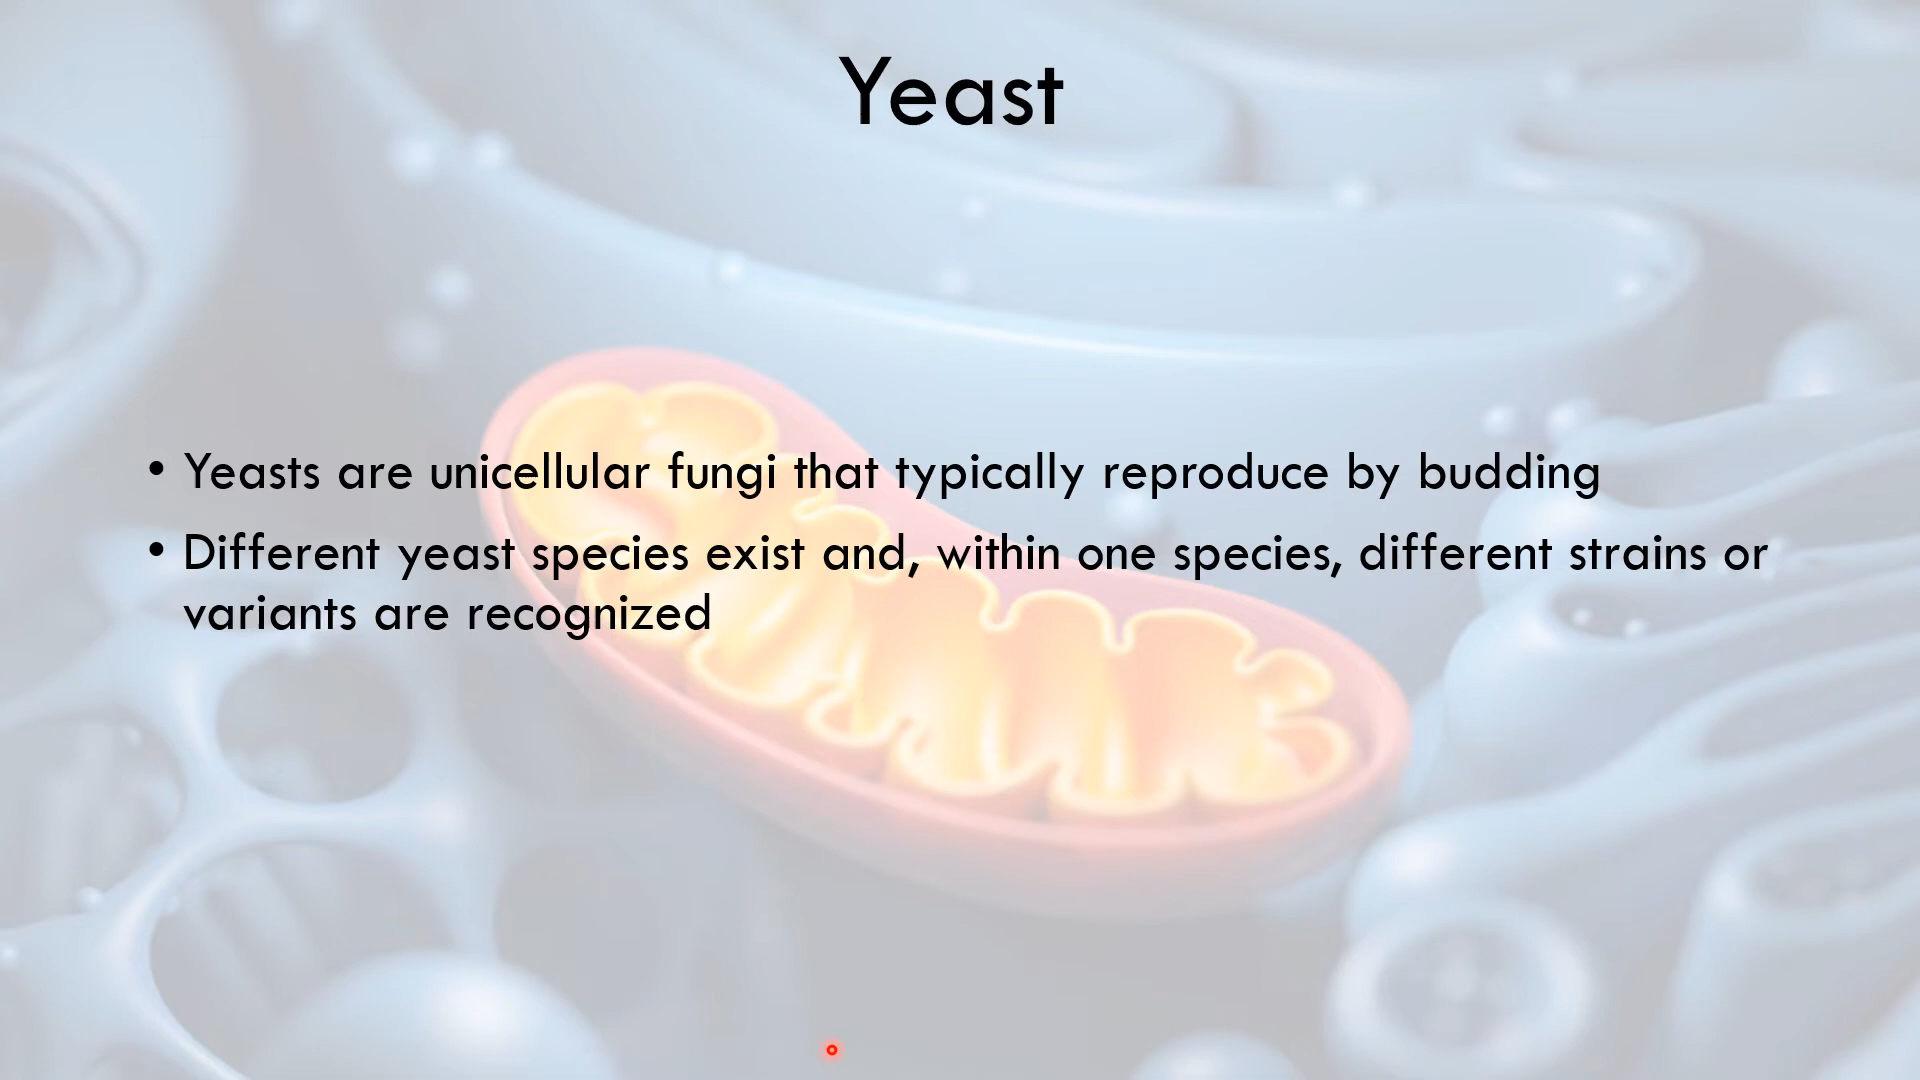 Yeast
• Yeasts are unicellular fungi that typically reproduce by budding
• Different yeast species exist and, within one species, different strains or
variants are recognized